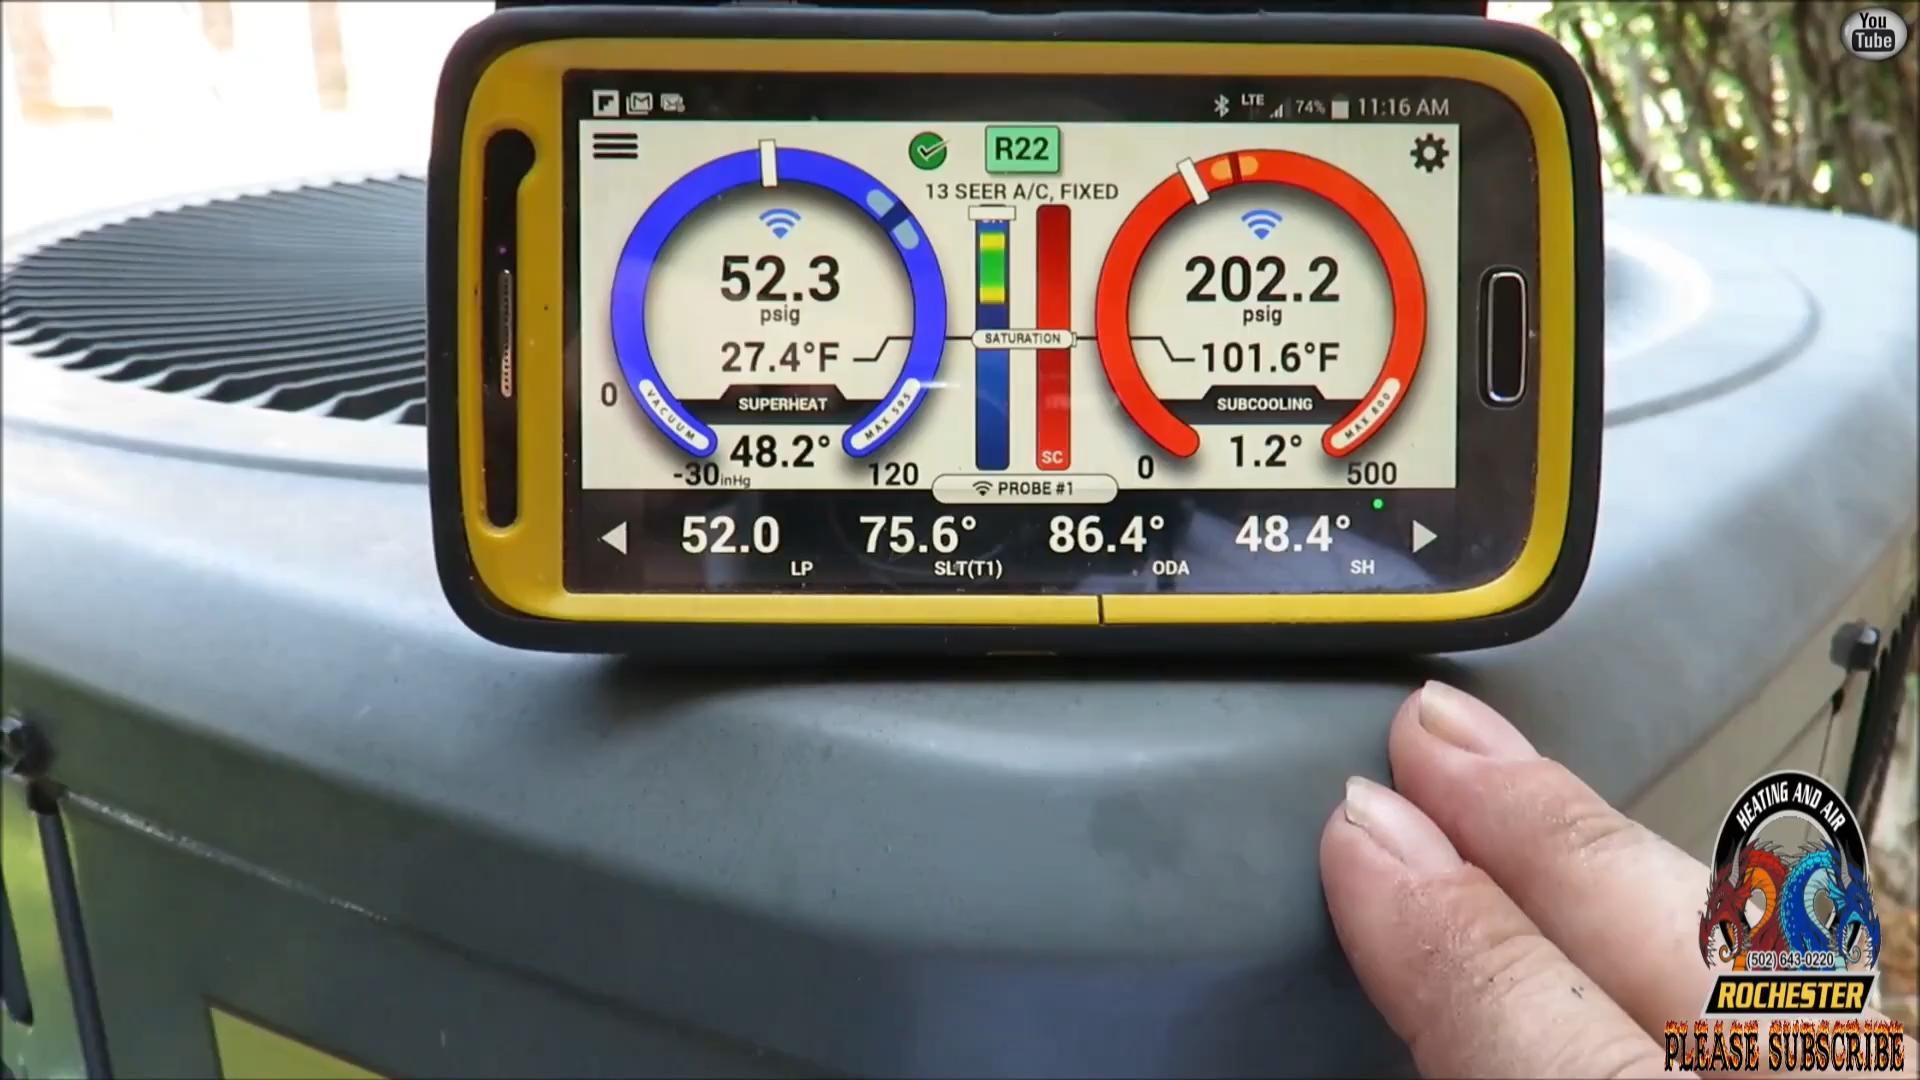 You
Tube
LTE 74% 11:16 AM
R22
13 SEER A/C, FIXED
52.3
psig
27.4°F
SUPERHEAT
48.2°
0
VACUUM
MAX 595
-30inHg
120
SATURATION
SC
202.2
psig
101.6°F
SUBCOOLING
1.2°
0
MAX 800
500
PROBE #1
52.0 75.6° 86.4° 48.4°
LP SLT(T1) ODA SH
HEATING AND AIR
(502) 643-0220
ROCHESTER
PLEASE SUBSCRIBE